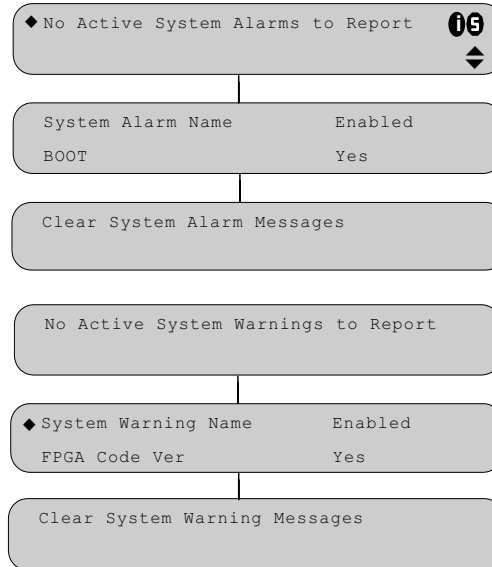 ◆No Active System Alarms to Report iS
System Alarm Name Enabled
BOOT Yes
Clear System Alarm Messages
No Active System Warnings to Report
◆System Warning Name Enabled
FPGA Code Ver Yes
Clear System Warning Messages